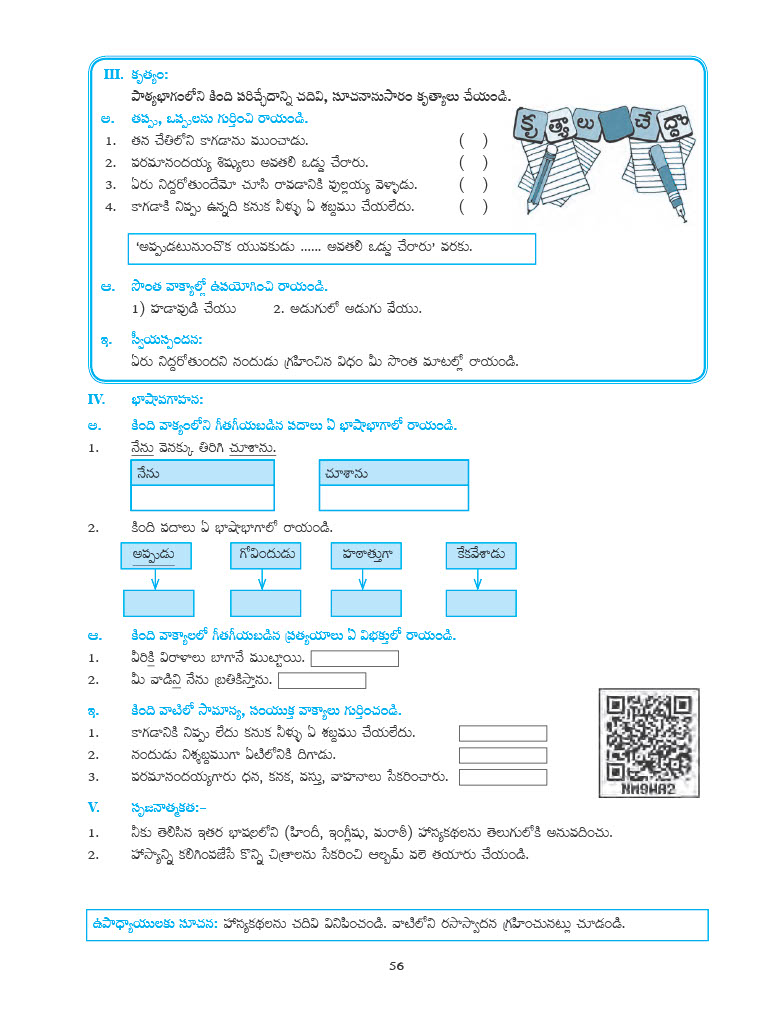 III. కృత్యం:
పాఠ్యభాగంలోని కింది పరిచ్ఛేదాన్ని చదివి, సూచనానుసారం కృత్యాలు చేయండి.
కృత్యాలు చేద్దాం
అ. తప్పు, ఒప్పులను గుర్తించి రాయండి.
1. తన చేతిలోని కాగడాను ముంచాడు. ( )
2. పరమానందయ్య శిష్యులు అవతలి ఒడ్డు చేరారు. ( )
3. ఏరు నిద్దరోతుందేమో చూసి రావడానికి పుల్లయ్య వెళ్ళాడు. ( )
4. కాగడాకి నిప్పు ఉన్నది కనుక నీళ్ళు ఏ శబ్దము చేయలేదు. ( )
‘అప్పుడటునుంచొక యువకుడు ...... అవతలి ఒడ్డు చేరారు’ వరకు.
ఆ. సొంత వాక్యాల్లో ఉపయోగించి రాయండి.
1) హడావుడి చేయు 2. అడుగులో అడుగు వేయు.
ఇ. స్వీయస్పందన:
ఏరు నిద్దరోతుందని నందుడు గ్రహించిన విధం మీ సొంత మాటల్లో రాయండి.
IV. భాషావగాహన:
అ. కింది వాక్యంలోని గీతగీయబడిన పదాలు ఏ భాషాభాగాలో రాయండి.
1. నేను వెనక్కు తిరిగి చూశాను.
నేను చూశాను
2. కింది పదాలు ఏ భాషాభాగాలో రాయండి.
అప్పుడు గోవిందుడు హఠాత్తుగా కేకవేశాడు
ఆ. కింది వాక్యాలలో గీతగీయబడిన ప్రత్యయాలు ఏ విభక్తులో రాయండి.
1. వీరికి విరాళాలు బాగానే ముట్టాయి.
2. మీ వాడిని నేను బ్రతికిస్తాను.
ఇ. కింది వాటిలో సామాన్య, సంయుక్త వాక్యాలు గుర్తించండి.
1. కాగడానికి నిప్పు లేదు కనుక నీళ్ళు ఏ శబ్దము చేయలేదు.
2. నందుడు నిశ్శబ్దముగా ఏటిలోనికి దిగాడు.
3. పరమానందయ్యగారు ధన, కనక, వస్తు, వాహనాలు సేకరించారు.
NM9WA2
V. సృజనాత్మకత:–
1. నీకు తెలిసిన ఇతర భాషలలోని (హిందీ, ఇంగ్లీషు, మరాఠీ) హాస్యకథలను తెలుగులోకి అనువదించు.
2. హాస్యాన్ని కలిగింపజేసే కొన్ని చిత్రాలను సేకరించి ఆల్బమ్ వలె తయారు చేయండి.
ఉపాధ్యాయులకు సూచన: హాస్యకథలను చదివి వినిపించండి. వాటిలోని రసాస్వాదన గ్రహించునట్లు చూడండి.
56